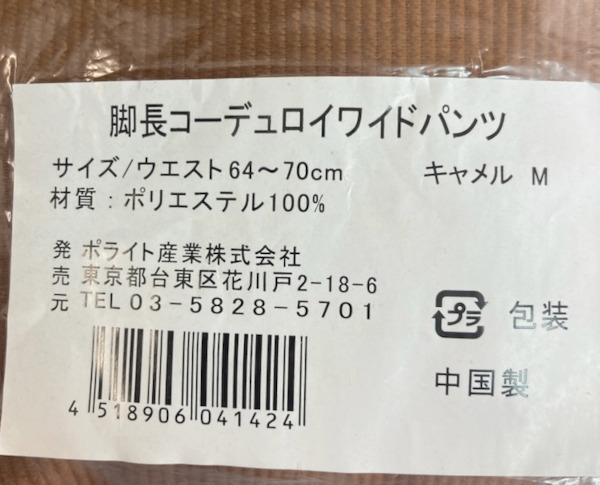 脚長コーデュロイワイドパンツ
サイズ/ウエスト64～70cm　キャメル　M
材質：ポリエステル100%
発売元
ポライト産業株式会社
東京都台東区花川戸2-18-6
TEL 03-5828-5701
プラ 包装
中国製
4 518906 041424